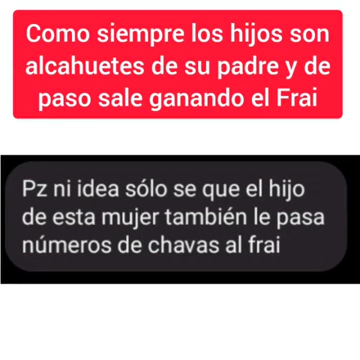 Como siempre los hijos son
alcahuetes de su padre y de
paso sale ganando el Frai
Pz ni idea sólo se que el hijo
de esta mujer también le pasa
números de chavas al frai